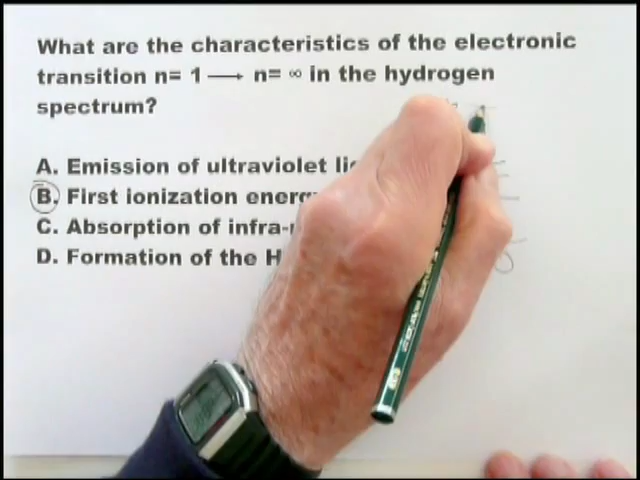 What are the characteristics of the electronic
transition n= 1 ⟶ n= ∞ in the hydrogen
spectrum?
A. Emission of ultraviolet
B. First ionization
C. Absorption of
D. Formation of the